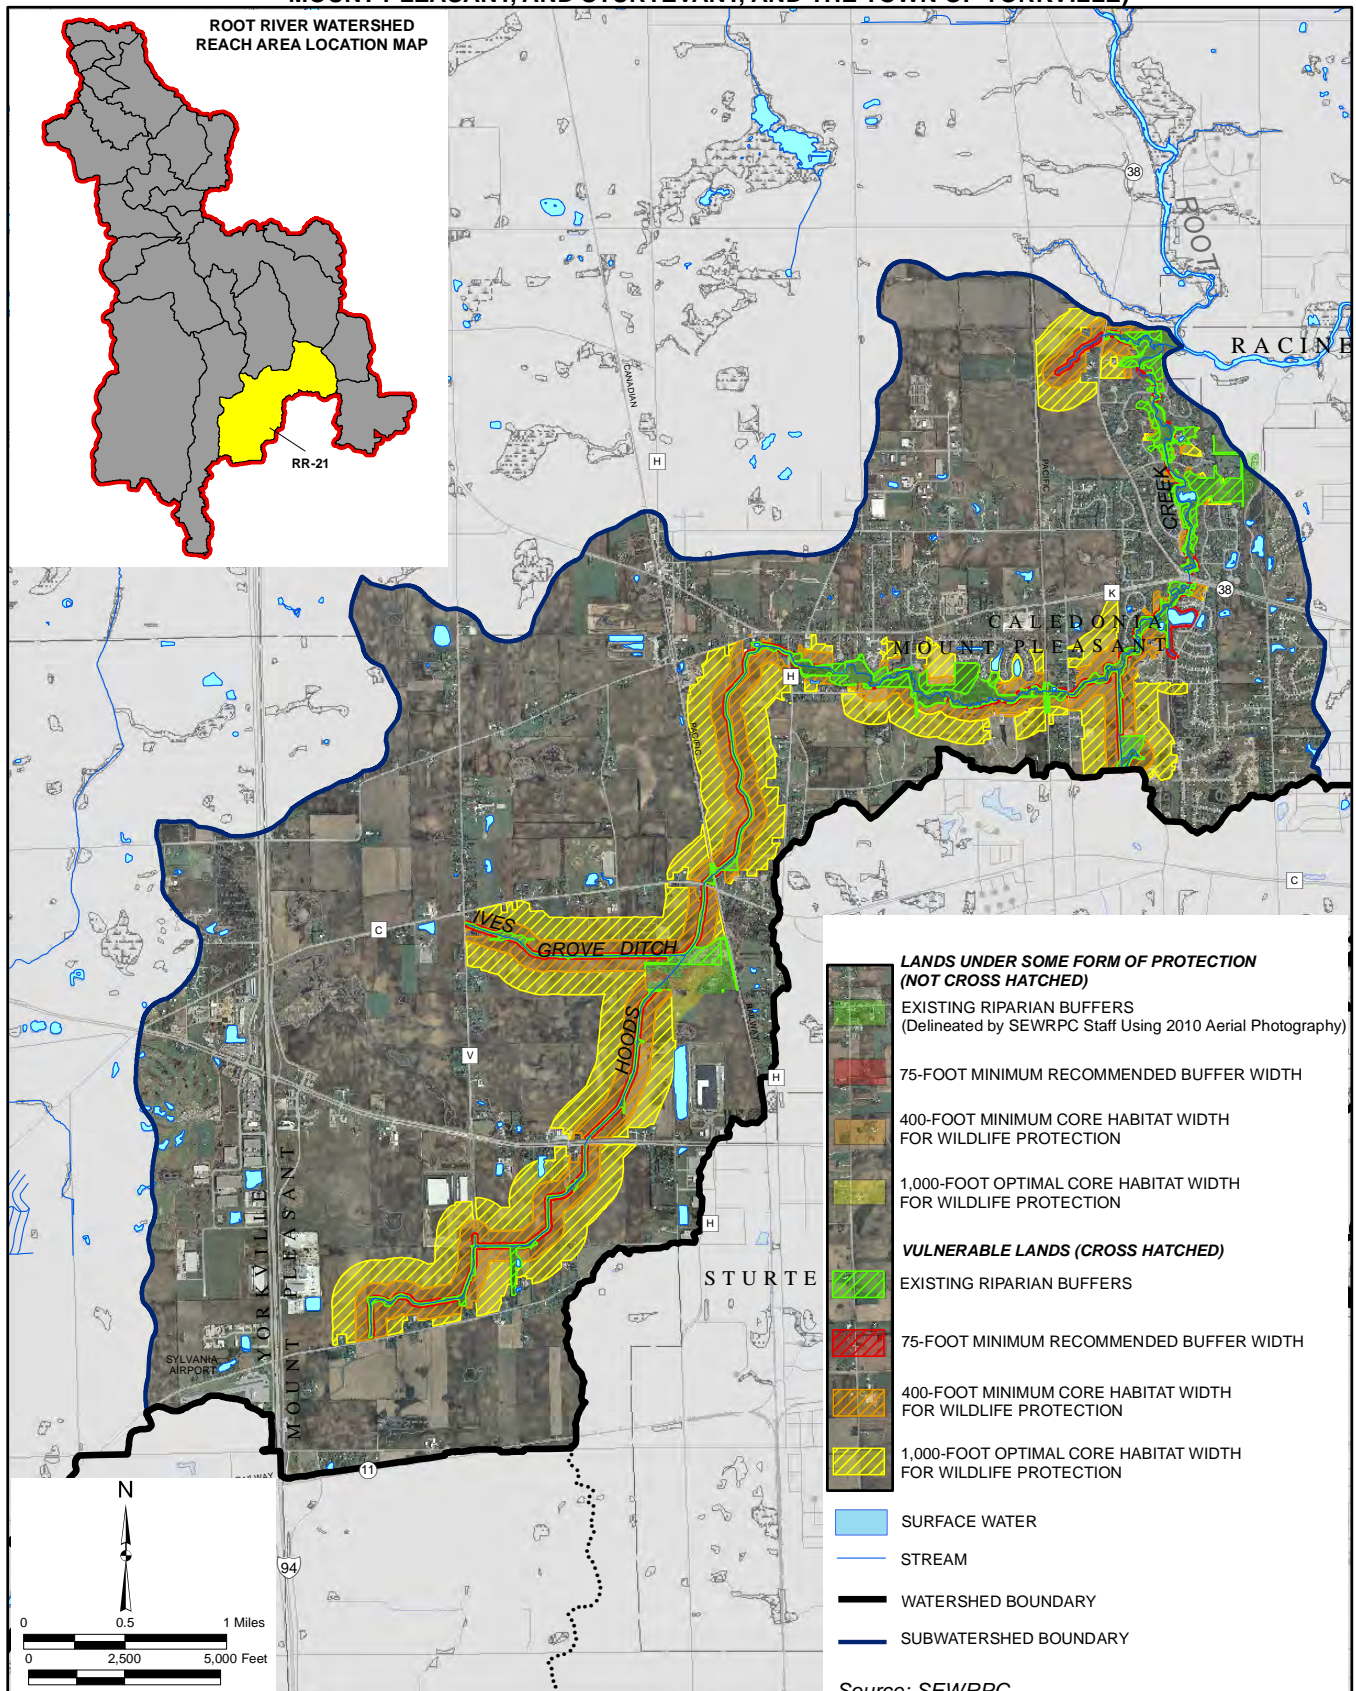 ROOT RIVER WATERSHED
REACH AREA LOCATION MAP
RR-21
38
ROOT
RACINE
CANADIAN
H
PACIFIC
CREEK
K
38
CALEDONIA
MOUNT PLEASANT
H
PACIFIC
C
C
IVES
GROVE DITCH
HOODS
RAILWAY
V
H
H
YORKVILLE
MOUNT PLEASANT
STURTE
SYLVANIA
AIRPORT
11
94
N
0 0.5 1 Miles
0 2,500 5,000 Feet
LANDS UNDER SOME FORM OF PROTECTION
(NOT CROSS HATCHED)
EXISTING RIPARIAN BUFFERS
(Delineated by SEWRPC Staff Using 2010 Aerial Photography)
75-FOOT MINIMUM RECOMMENDED BUFFER WIDTH
400-FOOT MINIMUM CORE HABITAT WIDTH
FOR WILDLIFE PROTECTION
1,000-FOOT OPTIMAL CORE HABITAT WIDTH
FOR WILDLIFE PROTECTION
VULNERABLE LANDS (CROSS HATCHED)
EXISTING RIPARIAN BUFFERS
75-FOOT MINIMUM RECOMMENDED BUFFER WIDTH
400-FOOT MINIMUM CORE HABITAT WIDTH
FOR WILDLIFE PROTECTION
1,000-FOOT OPTIMAL CORE HABITAT WIDTH
FOR WILDLIFE PROTECTION
SURFACE WATER
STREAM
WATERSHED BOUNDARY
SUBWATERSHED BOUNDARY